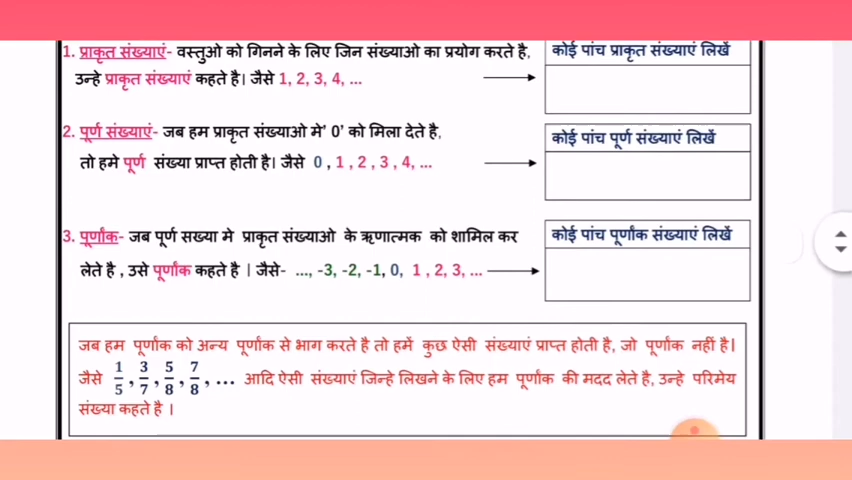 1. प्राकृत संख्याएं- वस्तुओ को गिनने के लिए जिन संख्याओ का प्रयोग करते है,
उन्हे प्राकृत संख्याएं कहते है। जैसे 1, 2, 3, 4, ...
कोई पांच प्राकृत संख्याएं लिखें
2. पूर्ण संख्याएं- जब हम प्राकृत संख्याओ मे' 0’ को मिला देते है,
तो हमे पूर्ण संख्या प्राप्त होती है। जैसे 0 , 1 , 2 , 3 , 4, ...
कोई पांच पूर्ण संख्याएं लिखें
3. पूर्णांक- जब पूर्ण सख्या मे प्राकृत संख्याओ के ऋणात्मक को शामिल कर
लेते है , उसे पूर्णांक कहते है । जैसे- ..., -3, -2, -1, 0, 1 , 2, 3, ...
कोई पांच पूर्णांक संख्याएं लिखें
जब हम पूर्णांक को अन्य पूर्णांक से भाग करते है तो हमें कुछ ऐसी संख्याएं प्राप्त होती है, जो पूर्णांक नहीं है।
जैसे 1/5 , 3/7 , 5/8 , 7/8 , ... आदि ऐसी संख्याएं जिन्हे लिखने के लिए हम पूर्णांक की मदद लेते है, उन्हे परिमेय
संख्या कहते है ।